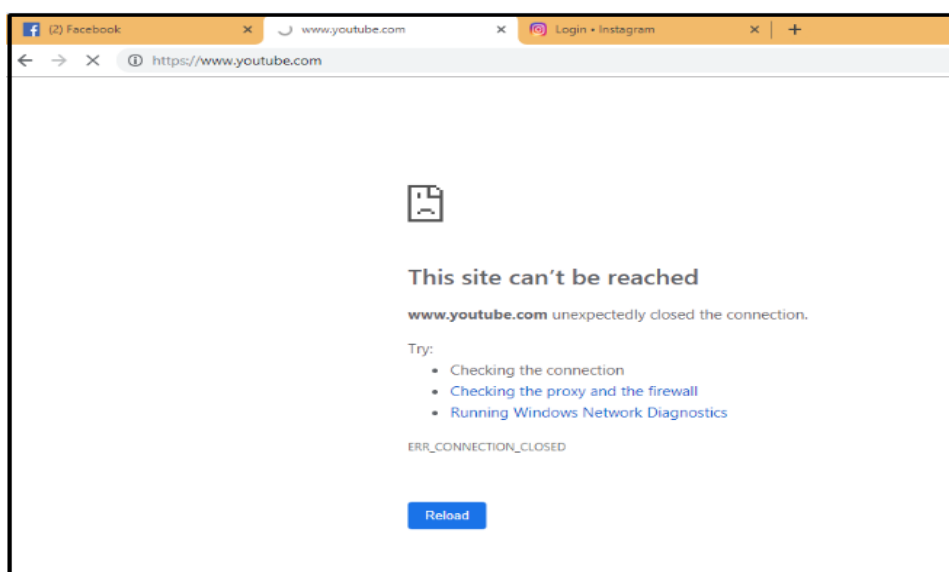 (2) Facebook
www.youtube.com
Login • Instagram
https://www.youtube.com
This site can't be reached
www.youtube.com unexpectedly closed the connection.
Try:
• Checking the connection
• Checking the proxy and the firewall
• Running Windows Network Diagnostics
ERR_CONNECTION_CLOSED
Reload